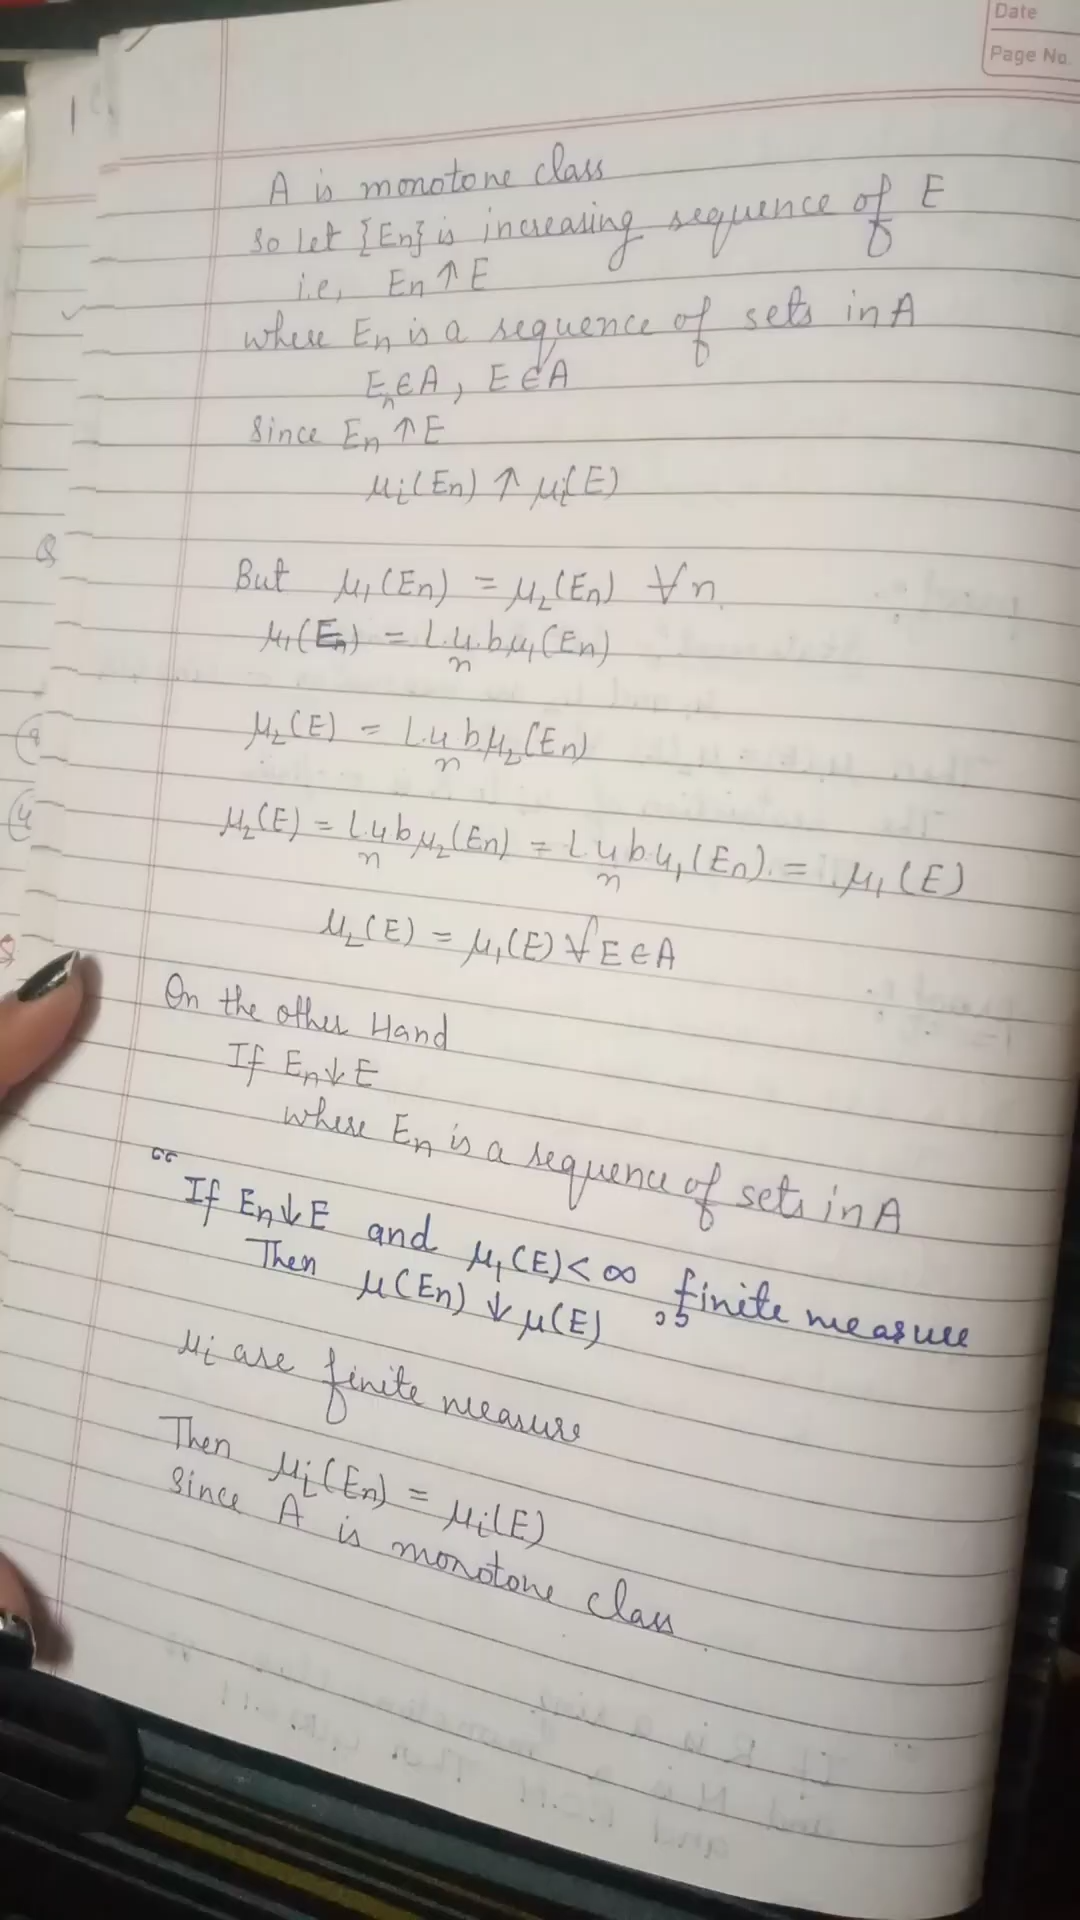 Date
Page No.
A is monotone class
so let {En} is increasing sequence of E
i.e, En ↑ E
where En is a sequence of sets in A
En ∈ A, E ∈ A
Since En ↑ E
μi(En) ↑ μi(E)
But μ1(En) = μ2(En) ∀ n
μ1(En) = L.u.b μ1(En)
n
μ2(E) = L.u.b μ2(En)
n
μ2(E) = L.u.b μ2(En) = L.u.b μ1(En) = μ1(E)
n n
μ2(E) = μ1(E) ∀ E ∈ A
On the other Hand
If En ↓ E
where En is a sequence of sets in A
“ If En ↓ E and μ1(E) < ∞ finite measure
Then μ(En) ↓ μ(E) ”
μi are finite measure
Then μi(En) = μi(E)
Since A is monotone class